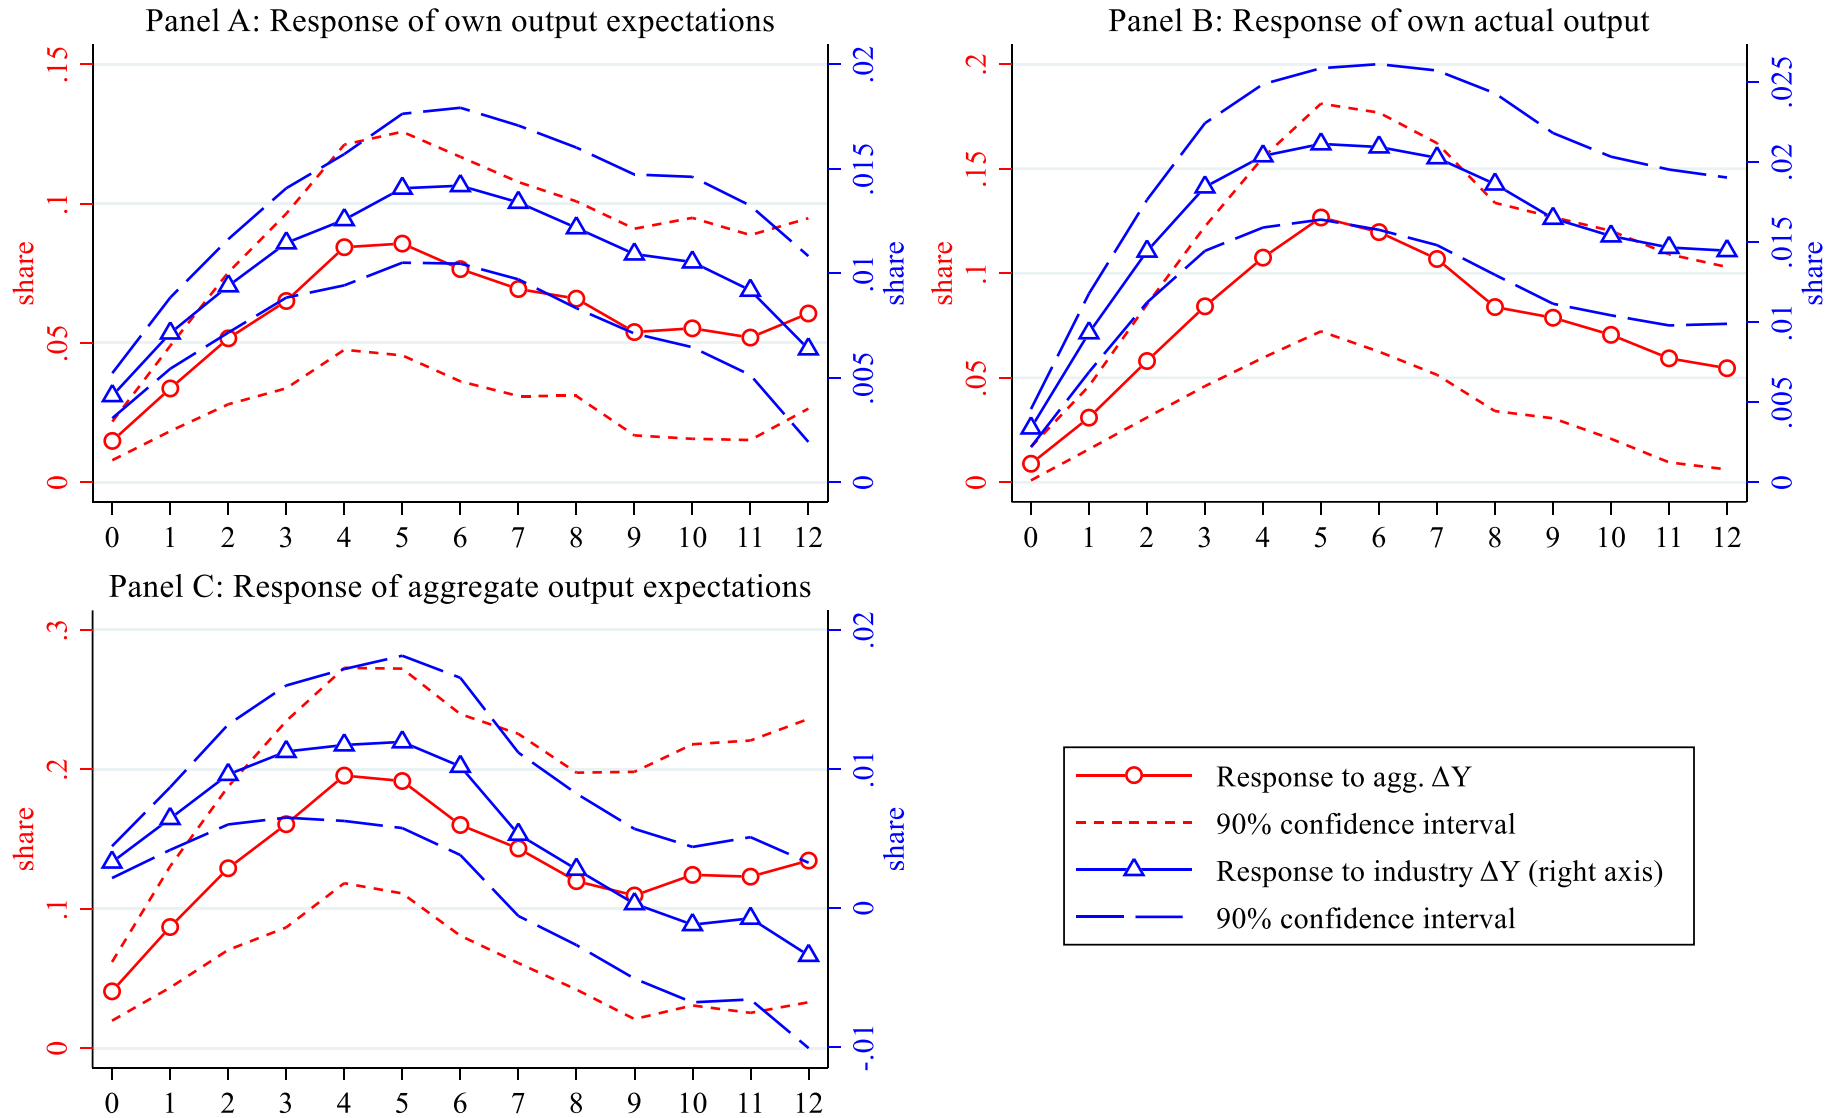 Panel A: Response of own output expectations
.15
.1
.05
0
share
.02
.015
.01
.005
0
share
0 1 2 3 4 5 6 7 8 9 10 11 12
Panel B: Response of own actual output
.2
.15
.1
.05
0
share
.025
.02
.015
.01
.005
0
share
0 1 2 3 4 5 6 7 8 9 10 11 12
Panel C: Response of aggregate output expectations
.3
.2
.1
0
share
.02
.01
0
-.01
share
0 1 2 3 4 5 6 7 8 9 10 11 12
Response to agg. ΔY
90% confidence interval
Response to industry ΔY (right axis)
90% confidence interval